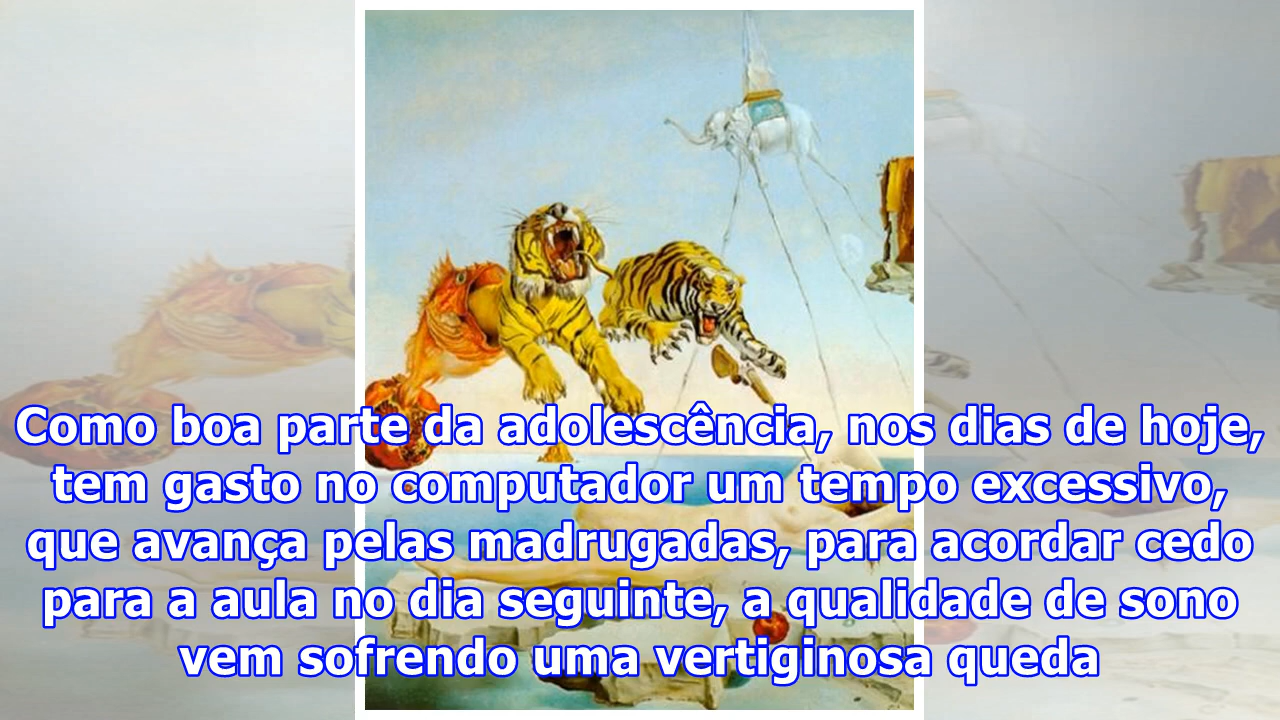 Como boa parte da adolescência, nos dias de hoje,
tem gasto no computador um tempo excessivo,
que avança pelas madrugadas, para acordar cedo
para a aula no dia seguinte, a qualidade de sono
vem sofrendo uma vertiginosa queda